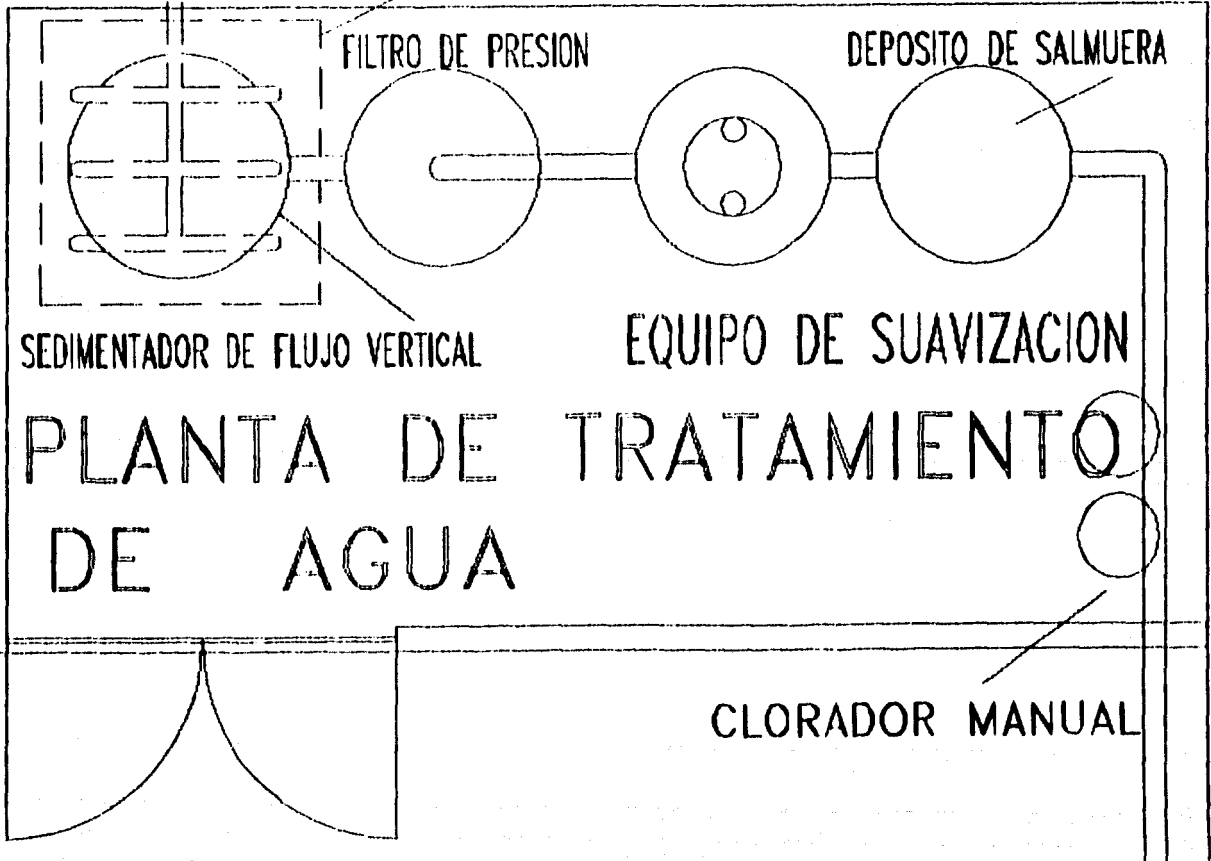 FILTRO DE PRESION
DEPOSITO DE SALMUERA
SEDIMENTADOR DE FLUJO VERTICAL
EQUIPO DE SUAVIZACION
PLANTA DE TRATAMIENTO
DE AGUA
CLORADOR MANUAL